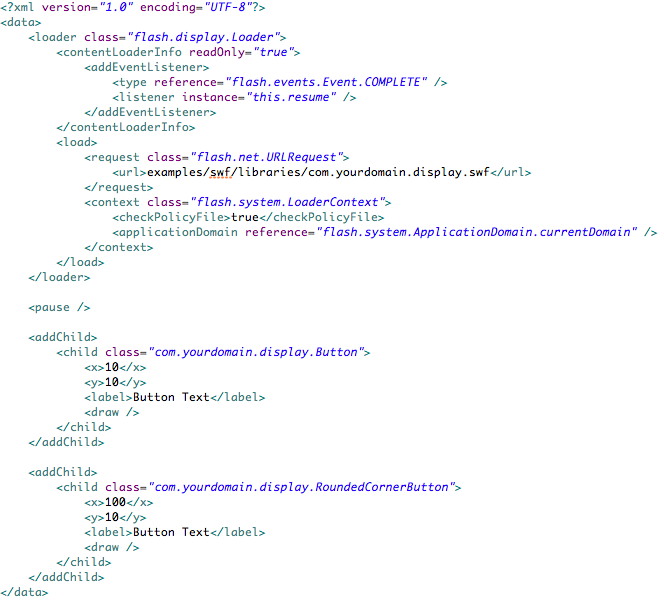 <?xml version="1.0" encoding="UTF-8"?>
<data>
    <loader class="flash.display.Loader">
        <contentLoaderInfo readOnly="true">
            <addEventListener>
                <type reference="flash.events.Event.COMPLETE" />
                <listener instance="this.resume" />
            </addEventListener>
        </contentLoaderInfo>
        <load>
            <request class="flash.net.URLRequest">
                <url>examples/swf/libraries/com.yourdomain.display.swf</url>
            </request>
            <context class="flash.system.LoaderContext">
                <checkPolicyFile>true</checkPolicyFile>
                <applicationDomain reference="flash.system.ApplicationDomain.currentDomain" />
            </context>
        </load>
    </loader>

    <pause />

    <addChild>
        <child class="com.yourdomain.display.Button">
            <x>10</x>
            <y>10</y>
            <label>Button Text</label>
            <draw />
        </child>
    </addChild>

    <addChild>
        <child class="com.yourdomain.display.RoundedCornerButton">
            <x>100</x>
            <y>10</y>
            <label>Button Text</label>
            <draw />
        </child>
    </addChild>
</data>